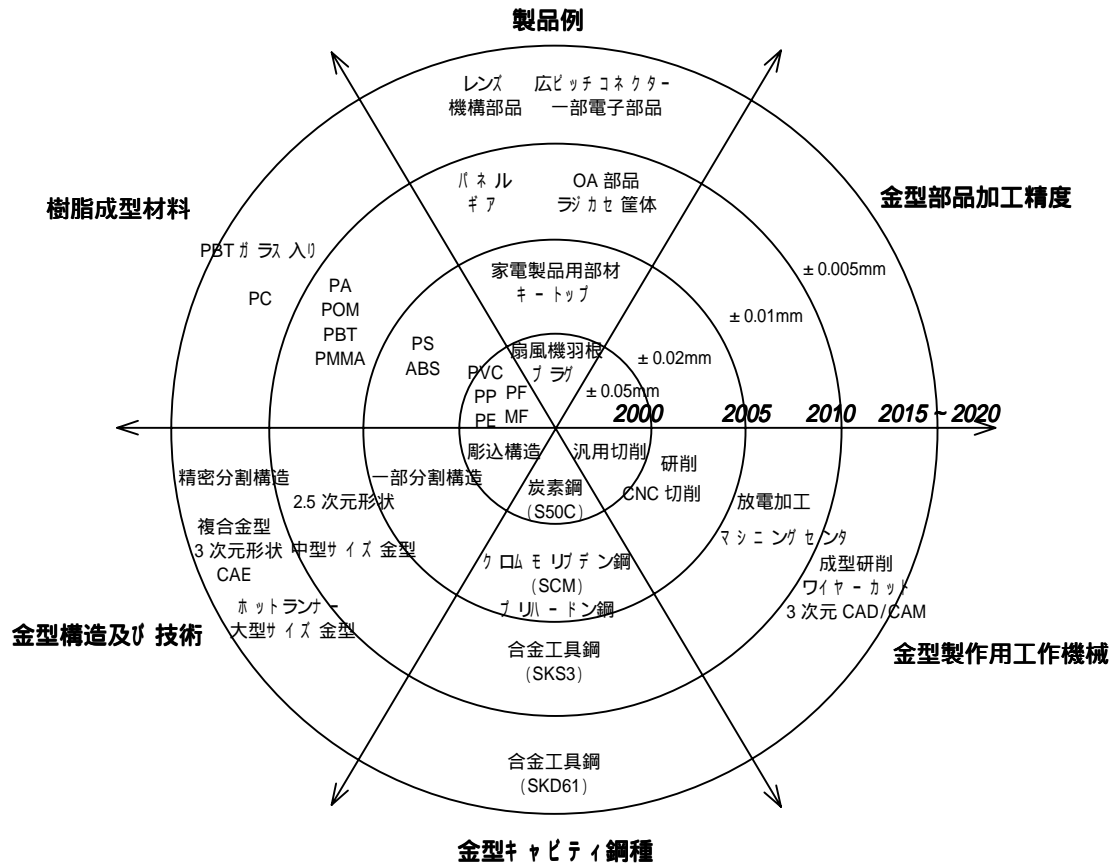 製品例
レンズ 広ピッチコネクター
機構部品 一部電子部品
パネル OA 部品
ギア ラジカセ筐体
樹脂成型材料
金型部品加工精度
PBTガラス入り
PC
PA
POM
PBT
PMMA
PS
ABS
PVC
PP
PE
PF
MF
家電製品用部材
キートップ
扇風機羽根
プラグ
±0.005mm
±0.01mm
±0.02mm
±0.05mm
2000 2005 2010 2015~2020
彫込構造 汎用切削
一部分割構造
精密分割構造
2.5 次元形状
複合金型
3 次元形状 中型サイズ金型
CAE
ホットランナー
大型サイズ金型
炭素鋼
(S50C)
研削
CNC 切削
放電加工
マシニングセンタ
成型研削
ワイヤーカット
3 次元 CAD/CAM
クロムモリブデン鋼
(SCM)
プリハードン鋼
合金工具鋼
(SKS3)
合金工具鋼
(SKD61)
金型構造及び技術
金型製作用工作機械
金型キャビティ鋼種